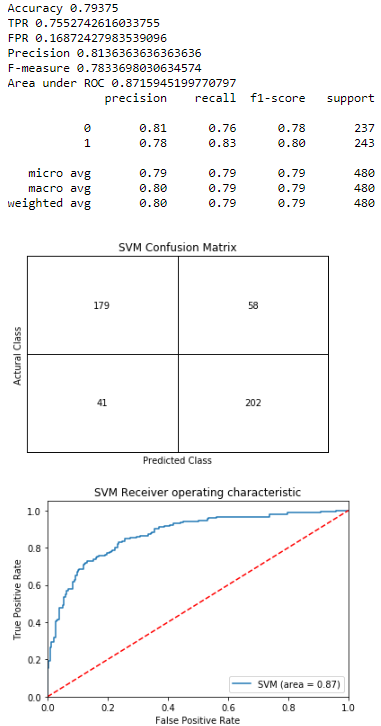 Accuracy 0.79375
TPR 0.7552742616033755
FPR 0.16872427983539096
Precision 0.8136363636363636
F-measure 0.7833698030634574
Area under ROC 0.8715945199770797
precision recall f1-score support
0 0.81 0.76 0.78 237
1 0.78 0.83 0.80 243
micro avg 0.79 0.79 0.79 480
macro avg 0.80 0.79 0.79 480
weighted avg 0.80 0.79 0.79 480
SVM Confusion Matrix
Actural Class
179 58
41 202
Predicted Class
SVM Receiver operating characteristic
True Positive Rate
1.0
0.8
0.6
0.4
0.2
0.0
SVM (area = 0.87)
0.0 0.2 0.4 0.6 0.8 1.0
False Positive Rate